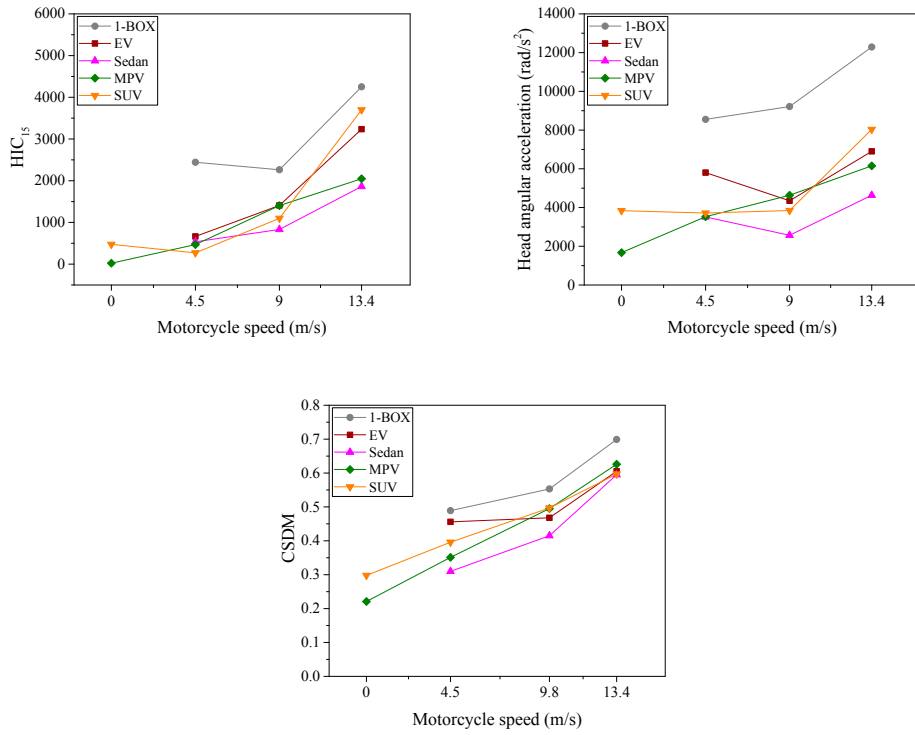 6000
5000
4000
3000
2000
1000
0
HIC₁₅
1-BOX
EV
Sedan
MPV
SUV
0 4.5 9 13.4
Motorcycle speed (m/s)
14000
12000
10000
8000
6000
4000
2000
0
Head angular acceleration (rad/s²)
1-BOX
EV
Sedan
MPV
SUV
0 4.5 9 13.4
Motorcycle speed (m/s)
0.8
0.7
0.6
0.5
0.4
0.3
0.2
0.1
0.0
CSDM
1-BOX
EV
Sedan
MPV
SUV
0 4.5 9.8 13.4
Motorcycle speed (m/s)